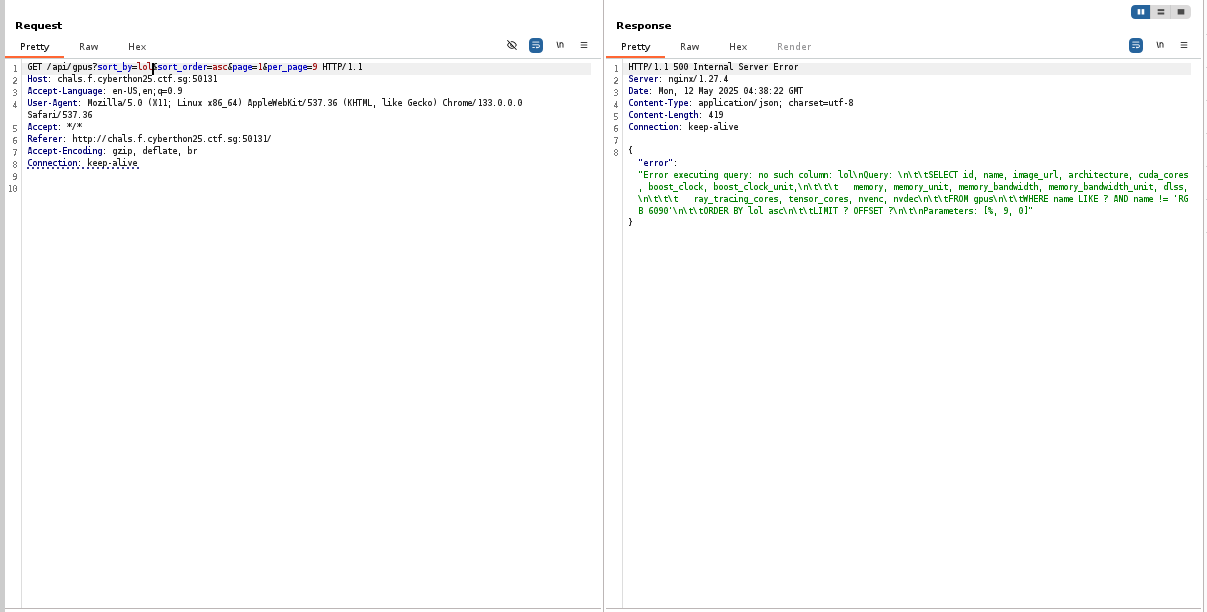 Request
Pretty Raw Hex
\n
1 GET /api/gpus?sort_by=lol&sort_order=asc&page=1&per_page=9 HTTP/1.1
2 Host: chals.f.cyberthon25.ctf.sg:50131
3 Accept-Language: en-US,en;q=0.9
4 User-Agent: Mozilla/5.0 (X11; Linux x86_64) AppleWebKit/537.36 (KHTML, like Gecko) Chrome/133.0.0.0
Safari/537.36
5 Accept: */*
6 Referer: http://chals.f.cyberthon25.ctf.sg:50131/
7 Accept-Encoding: gzip, deflate, br
8 Connection: keep-alive
9
10
Response
Pretty Raw Hex Render
\n
1 HTTP/1.1 500 Internal Server Error
2 Server: nginx/1.27.4
3 Date: Mon, 12 May 2025 04:38:22 GMT
4 Content-Type: application/json; charset=utf-8
5 Content-Length: 419
6 Connection: keep-alive
7
8 {
"error":
"Error executing query: no such column: lol\nQuery: \n\t\tSELECT id, name, image_url, architecture, cuda_cores
, boost_clock, boost_clock_unit,\n\t\t\t   memory, memory_unit, memory_bandwidth, memory_bandwidth_unit, dlss,
\n\t\t\t   ray_tracing_cores, tensor_cores, nvenc, nvdec\n\t\tFROM gpus\n\t\tWHERE name LIKE ? AND name != 'RG
B 6090'\n\t\tORDER BY lol asc\n\t\tLIMIT ? OFFSET ?\n\t\nParameters: [%, 9, 0]"
}